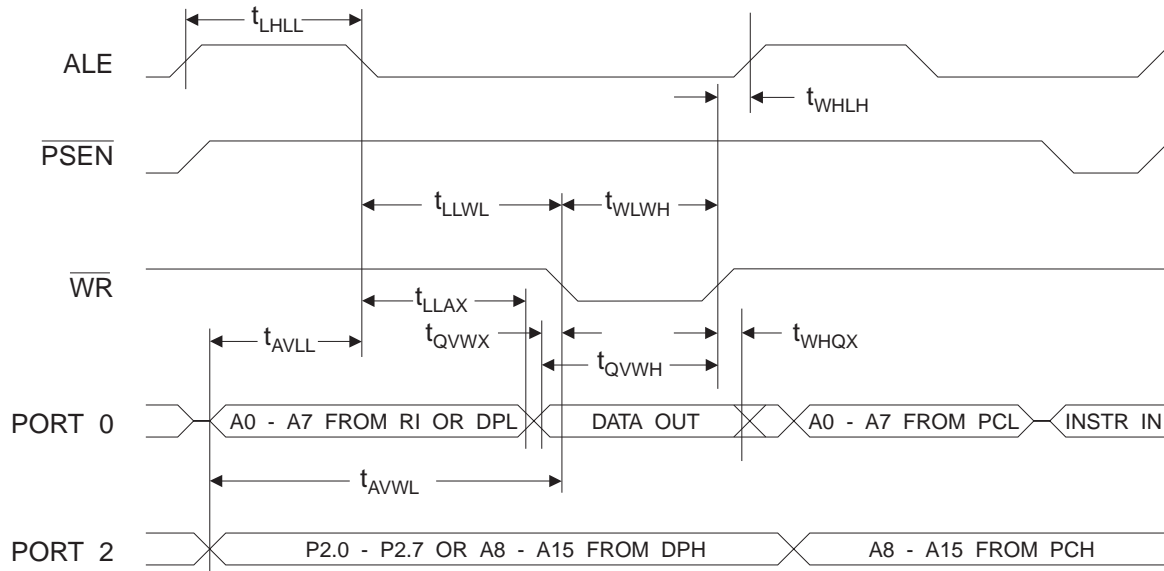 tLHLL
ALE
tWHLH
PSEN
tLLWL
tWLWH
WR
tLLAX
tQVWX
tWHQX
tAVLL
tQVWH
PORT 0
A0 - A7 FROM RI OR DPL
DATA OUT
A0 - A7 FROM PCL
INSTR IN
tAVWL
PORT 2
P2.0 - P2.7 OR A8 - A15 FROM DPH
A8 - A15 FROM PCH